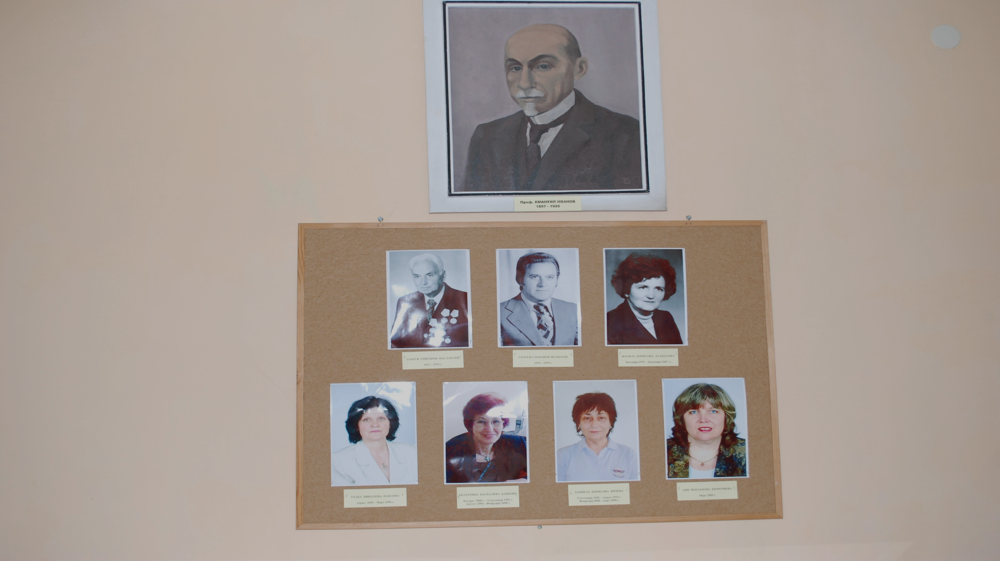 Проф. ЕМАНУИЛ ИВАНОВ
1857 - 1925
ГЕОРГИ ГРИГОРОВ МАСЛАРСКИ
1973 – 1974 г.
ГЕОРГИ СТЕФАНОВ ДЕСПОТОВ
1974 – 1979 г.
ВАСИЛА БОРИСОВА АТАНАСОВА
Ноември 1979 – Декември 1987 г.
РАДКА НИКОЛОВА ПАВЛОВА
Април 1993 – Март 1994 г.
ЕКАТЕРИНА ПАСКАЛЕВА БАНКОВА
Януари 1988 г. – Септември 1992 г.
Август 1994 – Февруари 2008 г.
ДАНИЕЛА БОРИСОВА ЯНЧЕВА
Септември 1992 – Април 1993 г.
Февруари 2008 – март 2008 г.
АНИ ЙОРДАНОВА КЮРКЧИЕВА
Март 2008 г.